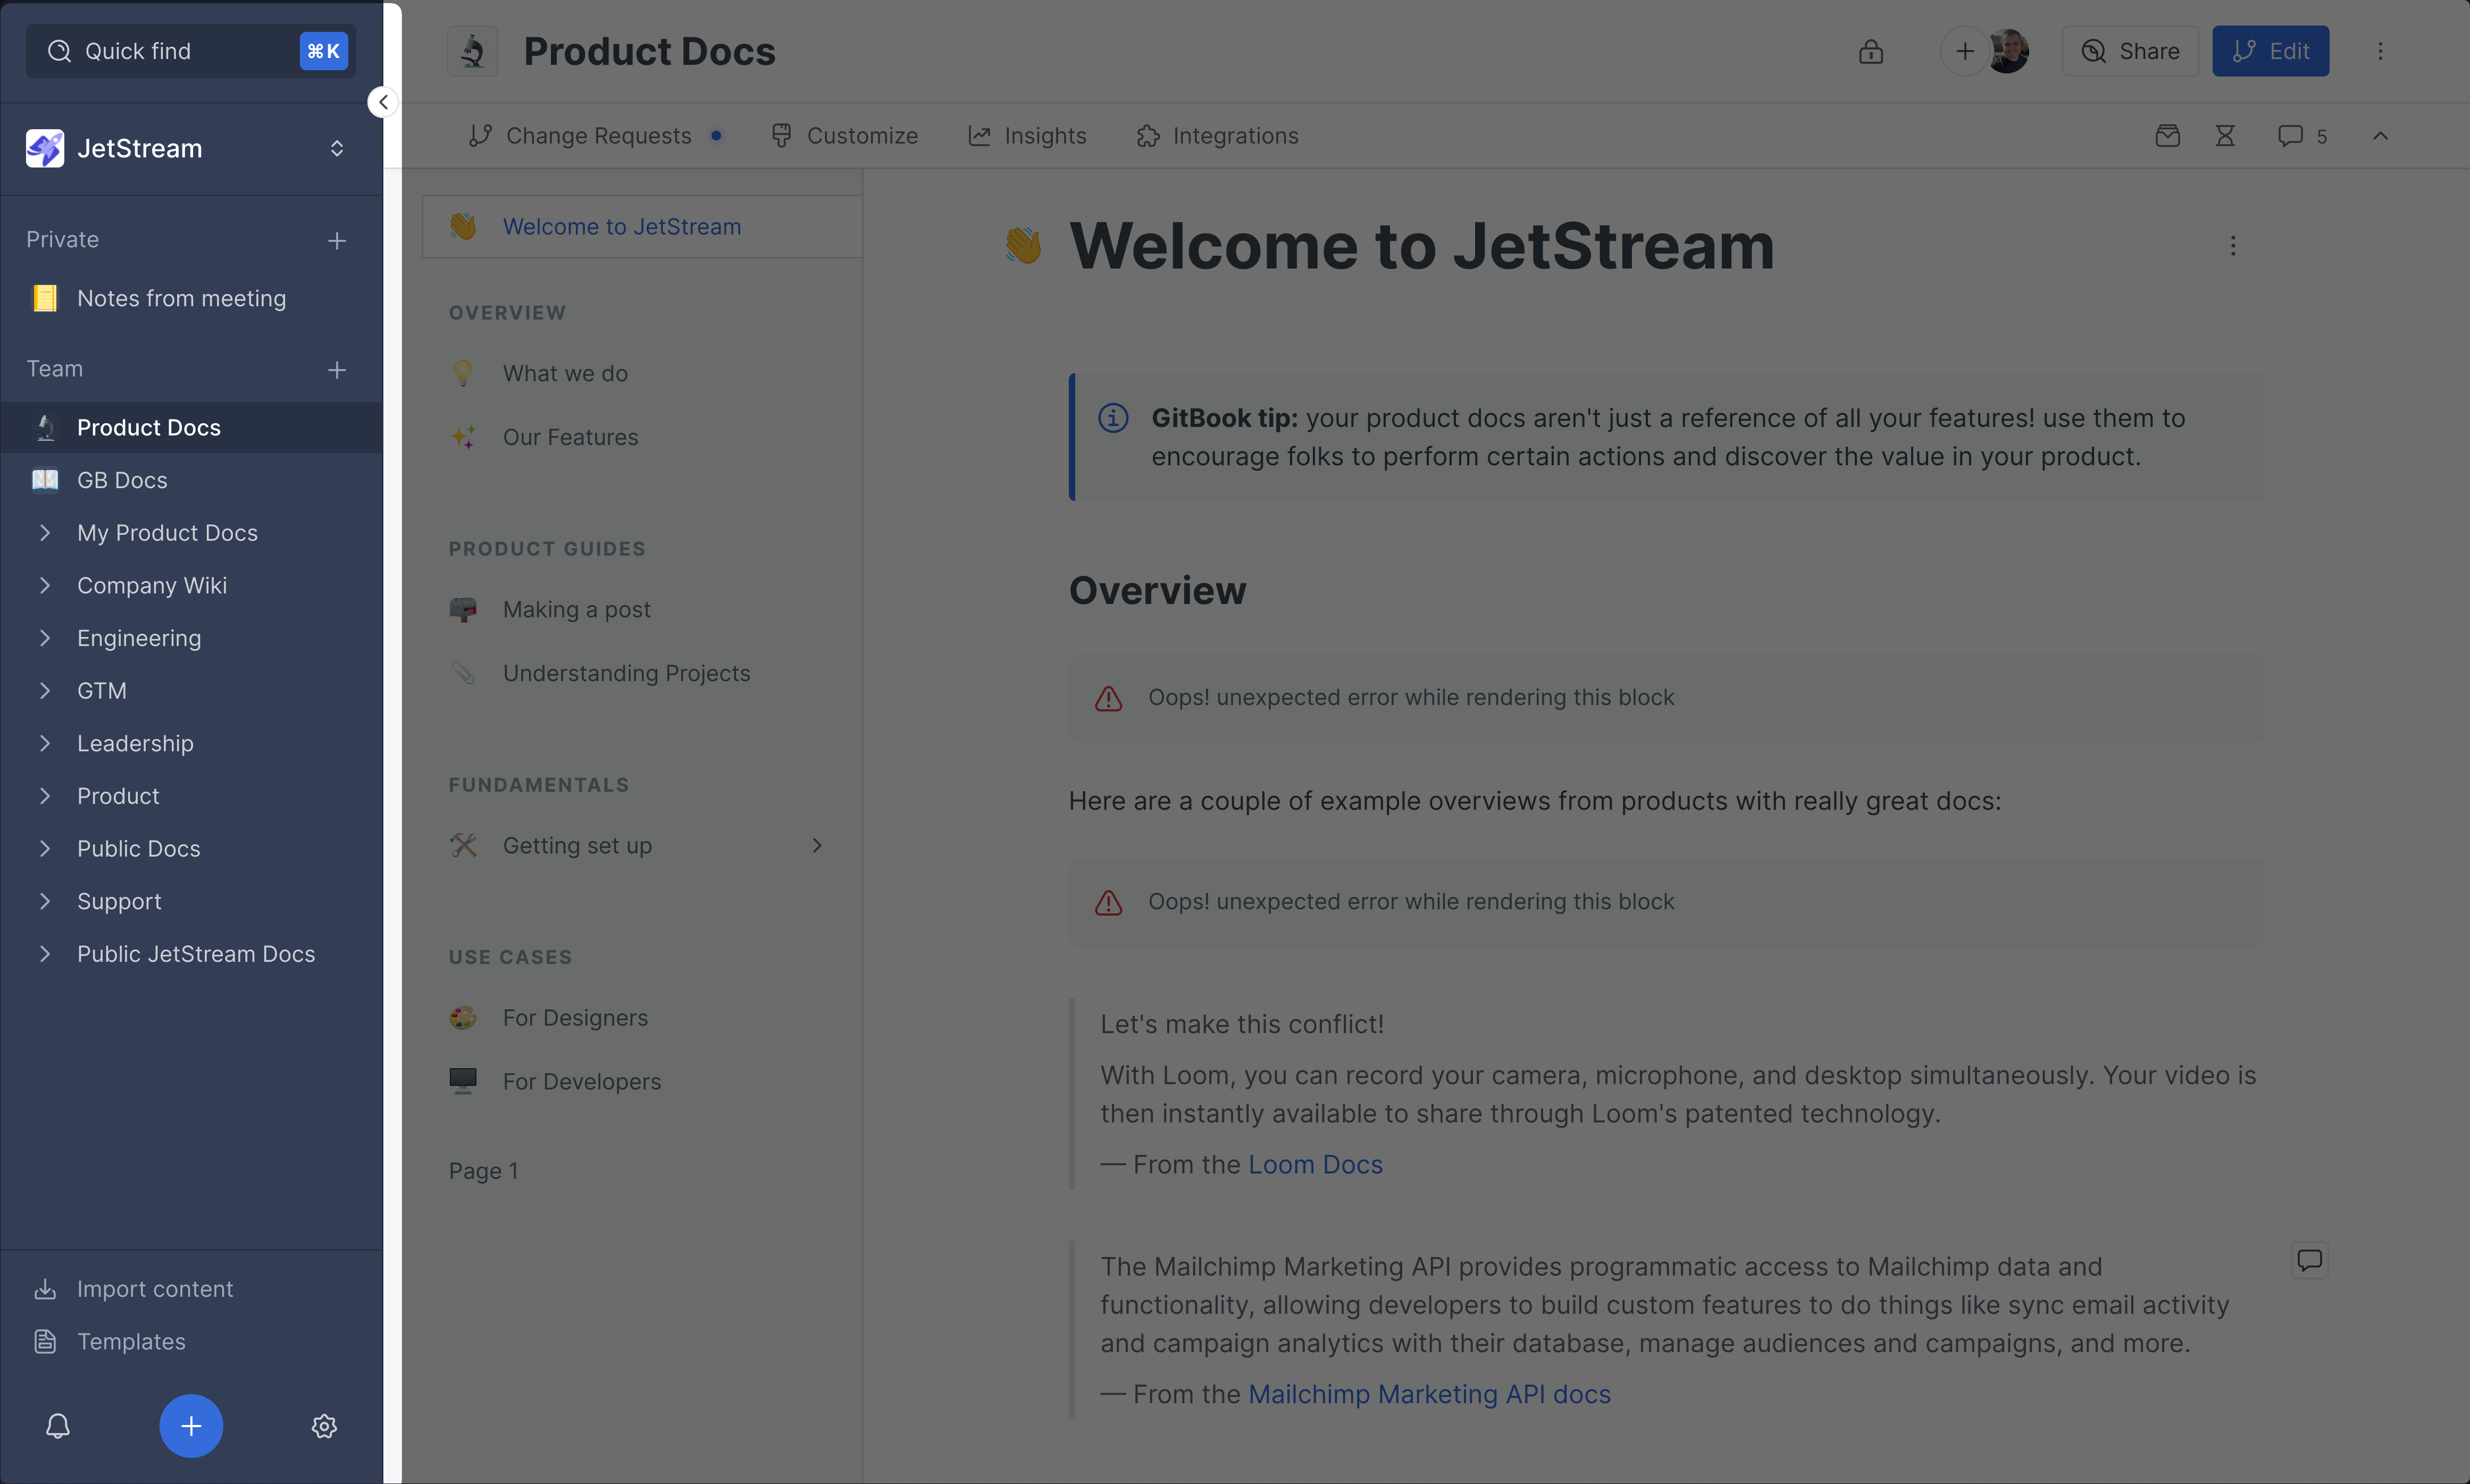 Quick find ⌘K
JetStream
Private
Notes from meeting
Team
Product Docs
GB Docs
My Product Docs
Company Wiki
Engineering
GTM
Leadership
Product
Public Docs
Support
Public JetStream Docs
Import content
Templates
Product Docs
Share
Edit
Change Requests
Customize
Insights
Integrations
5
Welcome to JetStream
OVERVIEW
What we do
Our Features
PRODUCT GUIDES
Making a post
Understanding Projects
FUNDAMENTALS
Getting set up
USE CASES
For Designers
For Developers
Page 1
Welcome to JetStream
GitBook tip: your product docs aren't just a reference of all your features! use them to
encourage folks to perform certain actions and discover the value in your product.
Overview
Oops! unexpected error while rendering this block
Here are a couple of example overviews from products with really great docs:
Oops! unexpected error while rendering this block
Let's make this conflict!
With Loom, you can record your camera, microphone, and desktop simultaneously. Your video is
then instantly available to share through Loom's patented technology.
— From the Loom Docs
The Mailchimp Marketing API provides programmatic access to Mailchimp data and
functionality, allowing developers to build custom features to do things like sync email activity
and campaign analytics with their database, manage audiences and campaigns, and more.
— From the Mailchimp Marketing API docs